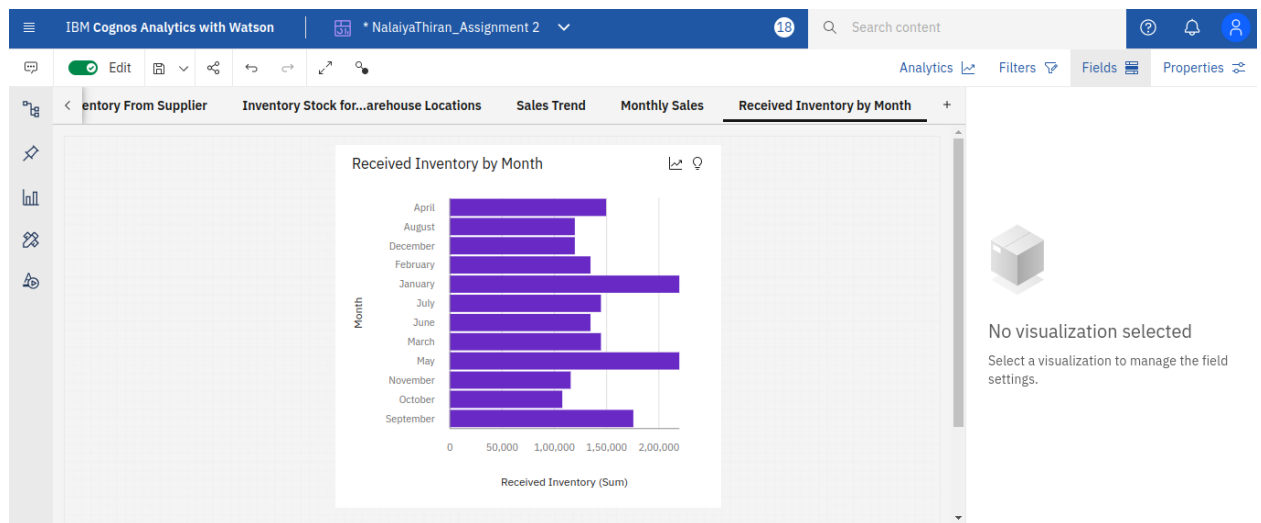 IBM Cognos Analytics with Watson
* NalaiyaThiran_Assignment 2
18
Search content
Edit
Analytics
Filters
Fields
Properties
entory From Supplier
Inventory Stock for...arehouse Locations
Sales Trend
Monthly Sales
Received Inventory by Month
+
Received Inventory by Month
Month
April
August
December
February
January
July
June
March
May
November
October
September
0 50,000 1,00,000 1,50,000 2,00,000
Received Inventory (Sum)
No visualization selected
Select a visualization to manage the field
settings.